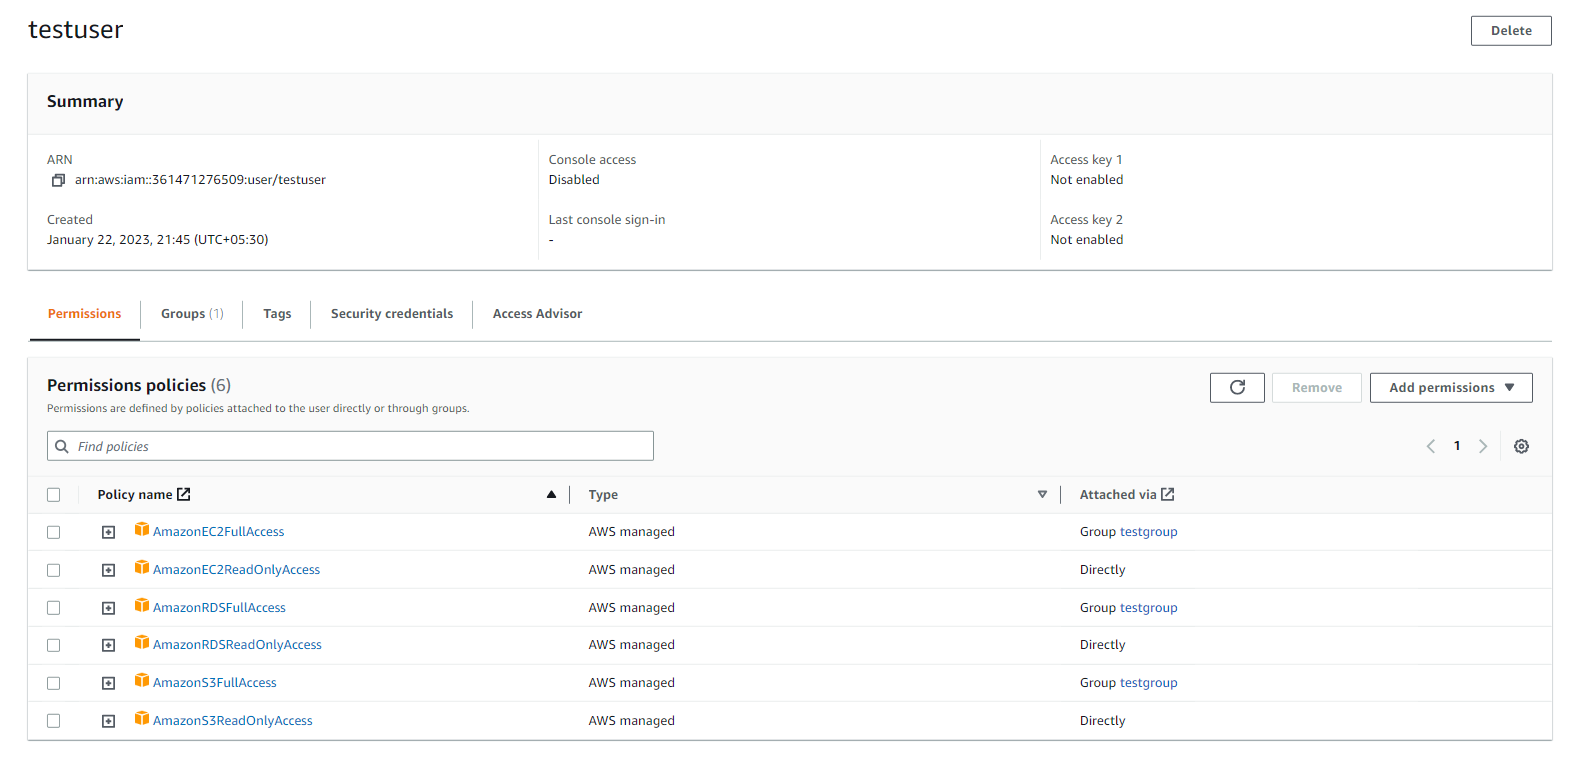 testuser
Delete
Summary
ARN
arn:aws:iam::361471276509:user/testuser
Created
January 22, 2023, 21:45 (UTC+05:30)
Console access
Disabled
Last console sign-in
-
Access key 1
Not enabled
Access key 2
Not enabled
Permissions Groups (1) Tags Security credentials Access Advisor
Permissions policies (6)
Permissions are defined by policies attached to the user directly or through groups.
Remove Add permissions
Find policies
1
Policy name Type Attached via
AmazonEC2FullAccess AWS managed Group testgroup
AmazonEC2ReadOnlyAccess AWS managed Directly
AmazonRDSFullAccess AWS managed Group testgroup
AmazonRDSReadOnlyAccess AWS managed Directly
AmazonS3FullAccess AWS managed Group testgroup
AmazonS3ReadOnlyAccess AWS managed Directly